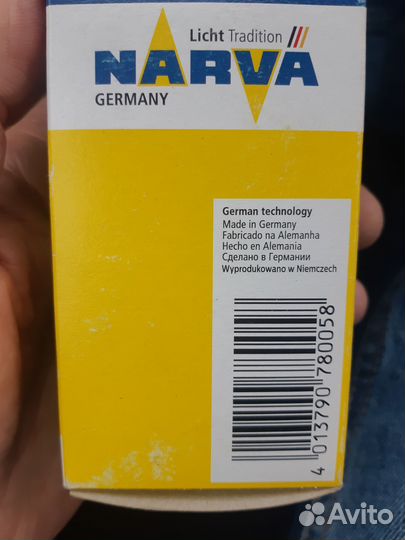 Licht Tradition
NARVA
GERMANY
German technology
Made in Germany
Fabricado na Alemanha
Hecho en Alemania
Сделано в Германии
Wyprodukowano w Niemczech
4 013790 780058
Avito